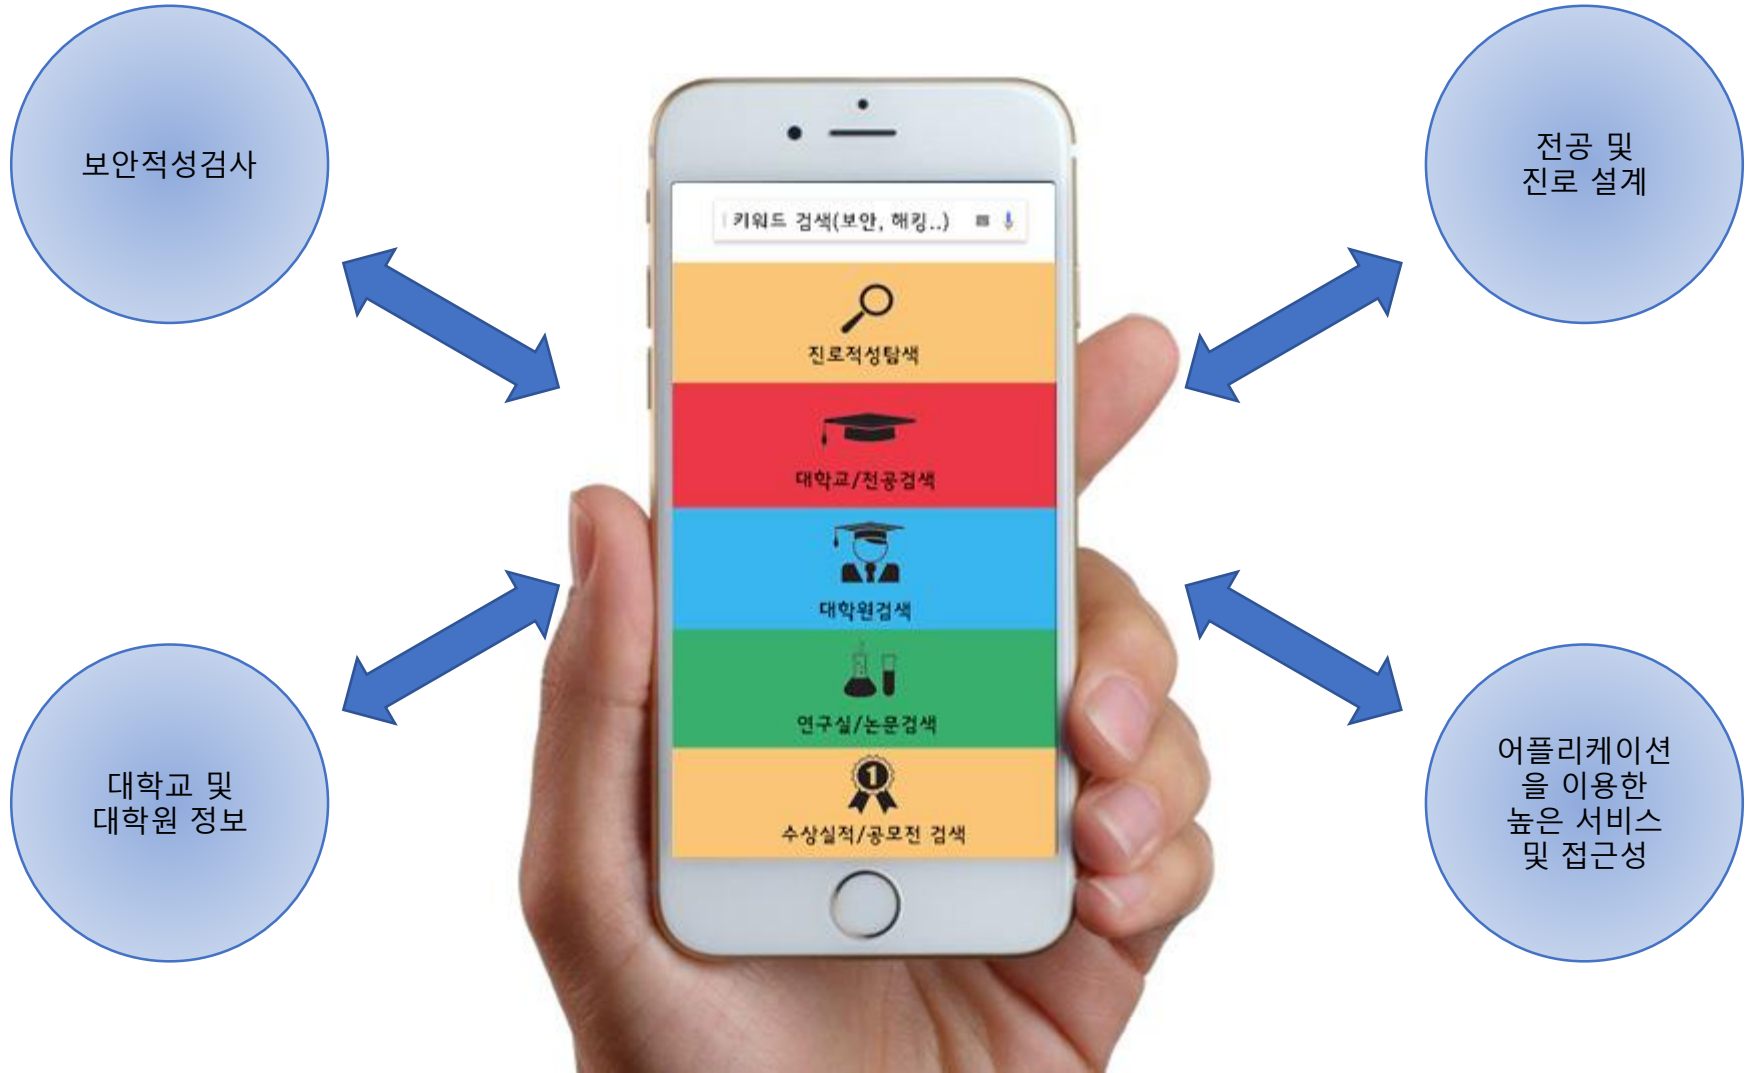 보안적성검사
전공 및
진로 설계
키워드 검색(보안, 해킹..)
진로적성탐색
대학교/전공검색
대학원검색
연구실/논문검색
수상실적/공모전 검색
1
대학교 및
대학원 정보
어플리케이션
을 이용한
높은 서비스
및 접근성